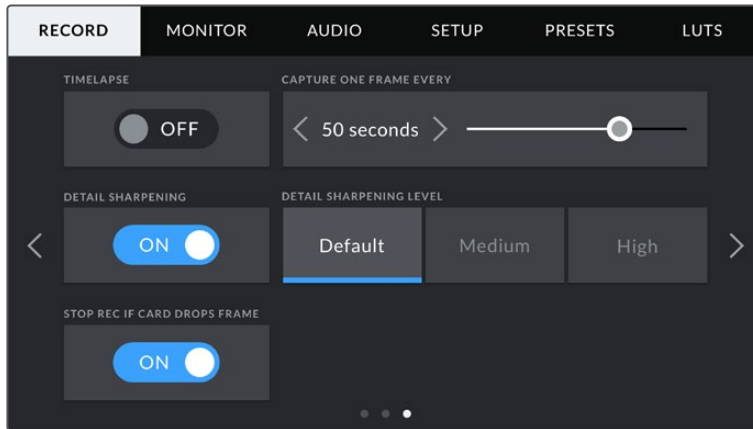 RECORD MONITOR AUDIO SETUP PRESETS LUTS
TIMELAPSE CAPTURE ONE FRAME EVERY
OFF 50 seconds
DETAIL SHARPENING DETAIL SHARPENING LEVEL
ON Default Medium High
STOP REC IF CARD DROPS FRAME
ON